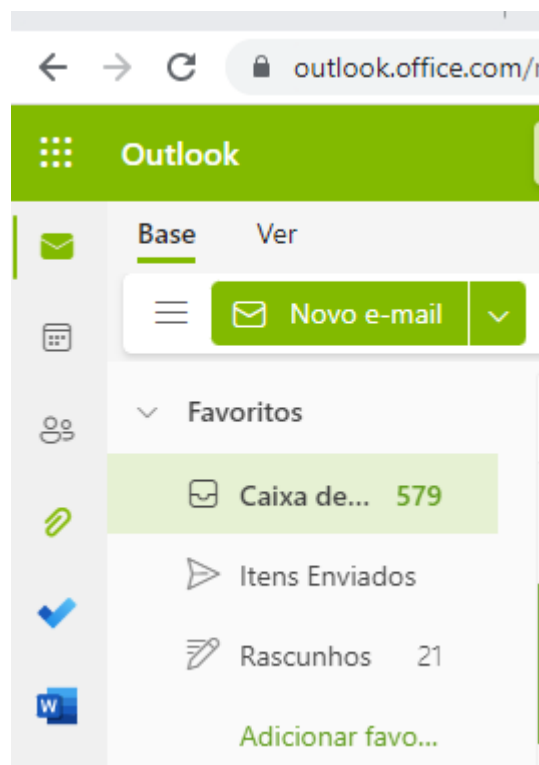 outlook.office.com/
Outlook
Base Ver
Novo e-mail
Favoritos
Caixa de... 579
Itens Enviados
Rascunhos 21
W
Adicionar favo...